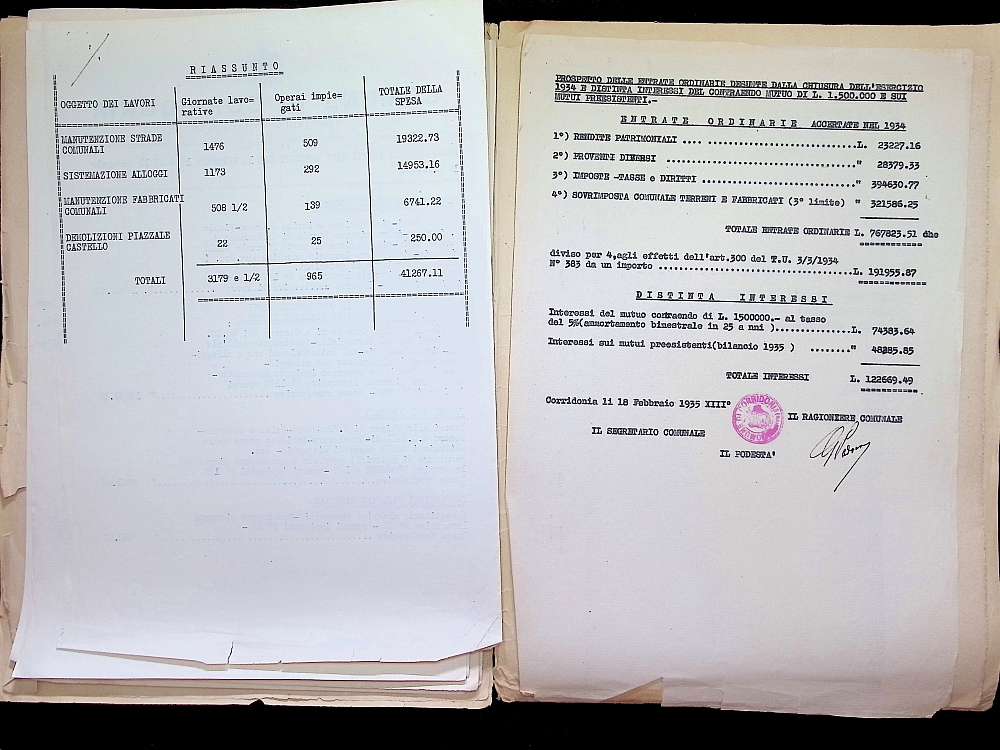 RIASSUNTO
OGGETTO DEI LAVORI
Giornate lavo=
rative
Operai impie=
gati
TOTALE DELLA
SPESA
MANUTENZIONE STRADE
COMUNALI
1476
509
19322.73
SISTEMAZIONE ALLOGGI
1173
292
14953.16
MANUTENZIONE FABBRICATI
COMUNALI
508 1/2
139
6741.22
DEMOLIZIONI PIAZZALE
CASTELLO
22
25
250.00
TOTALI
3179 e 1/2
965
41267.11
PROSPETTO DELLE ENTRATE ORDINARIE DESUNTE DALLA CHIUSURA DELL'ESERCIZIO
1934 E DISTINTA INTERESSI DEL CONTRAENDO MUTUO DI L. 1.500.000 E SUI
MUTUI PREESISTENTI.-
ENTRATE ORDINARIE ACCERTATE NEL 1934
1°) RENDITE PATRIMONIALI .... ........................L. 23227.16
2°) PROVENTI DIVERSI ................................." 28379.33
3°) IMPOSTE -TASSE e DIRITTI ..........................." 394630.77
4°) SOVRIMPOSTA COMUNALE TERRENI E FABBRICATI (3° limite) " 321586.25
TOTALE ENTRATE ORDINARIE L. 767823.51 che
diviso per 4,agli effetti dell'art.300 del T.U. 3/3/1934
N° 383 da un importo ..................................L. 191955.87
DISTINTA INTERESSI
Interessi del mutuo contraendo di L. 1500000.- al tasso
del 5%(ammortamento bimestrale in 25 a nni )...............L. 74383.64
Interessi sui mutui preesistenti(bilancio 1935 ) ........" 48285.85
TOTALE INTERESSI L. 122669.49
Corridonia li 18 Febbraio 1935 XIII°
IL RAGIONIERE COMUNALE
IL SEGRETARIO COMUNALE
IL PODESTA'